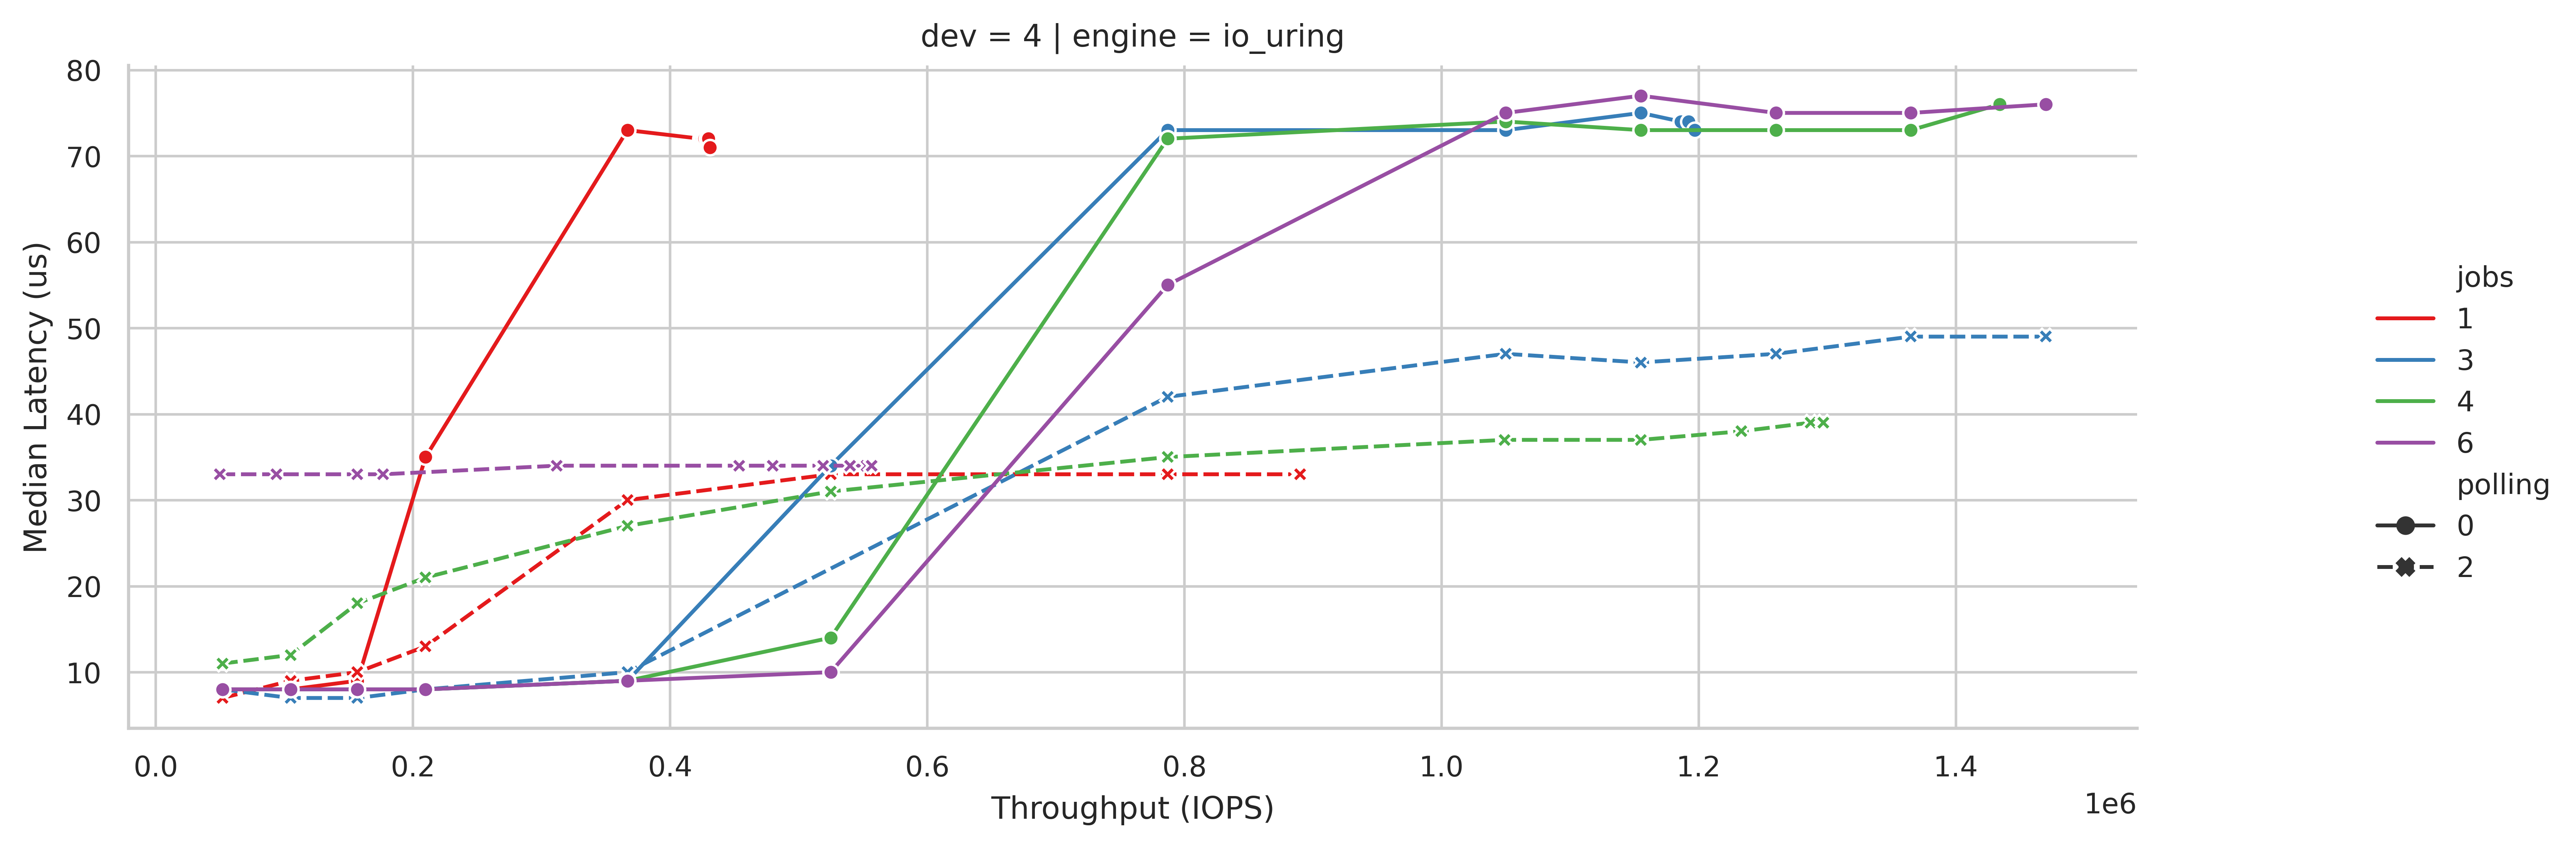 dev = 4 | engine = io_uring
80
70
60
50
40
30
20
10
Median Latency (us)
0.0 0.2 0.4 0.6 0.8 1.0 1.2 1.4
1e6
Throughput (IOPS)
jobs
1
3
4
6
polling
0
2